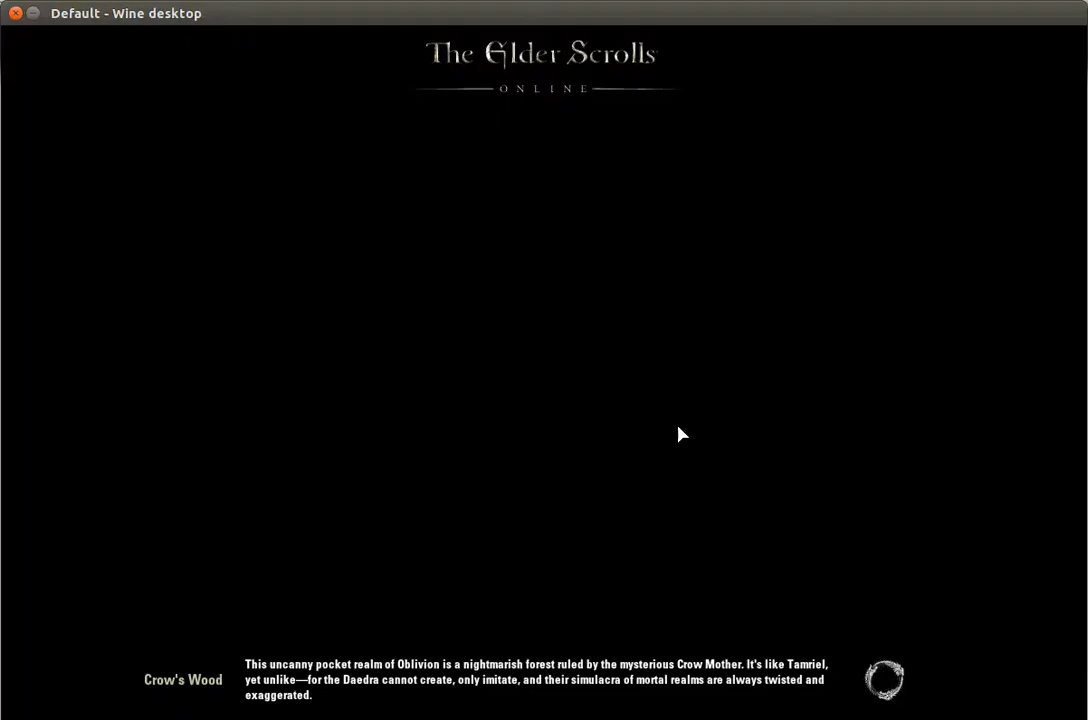 Default - Wine desktop
The Elder Scrolls
ONLINE
Crow's Wood
This uncanny pocket realm of Oblivion is a nightmarish forest ruled by the mysterious Crow Mother. It's like Tamriel,
yet unlike—for the Daedra cannot create, only imitate, and their simulacra of mortal realms are always twisted and
exaggerated.